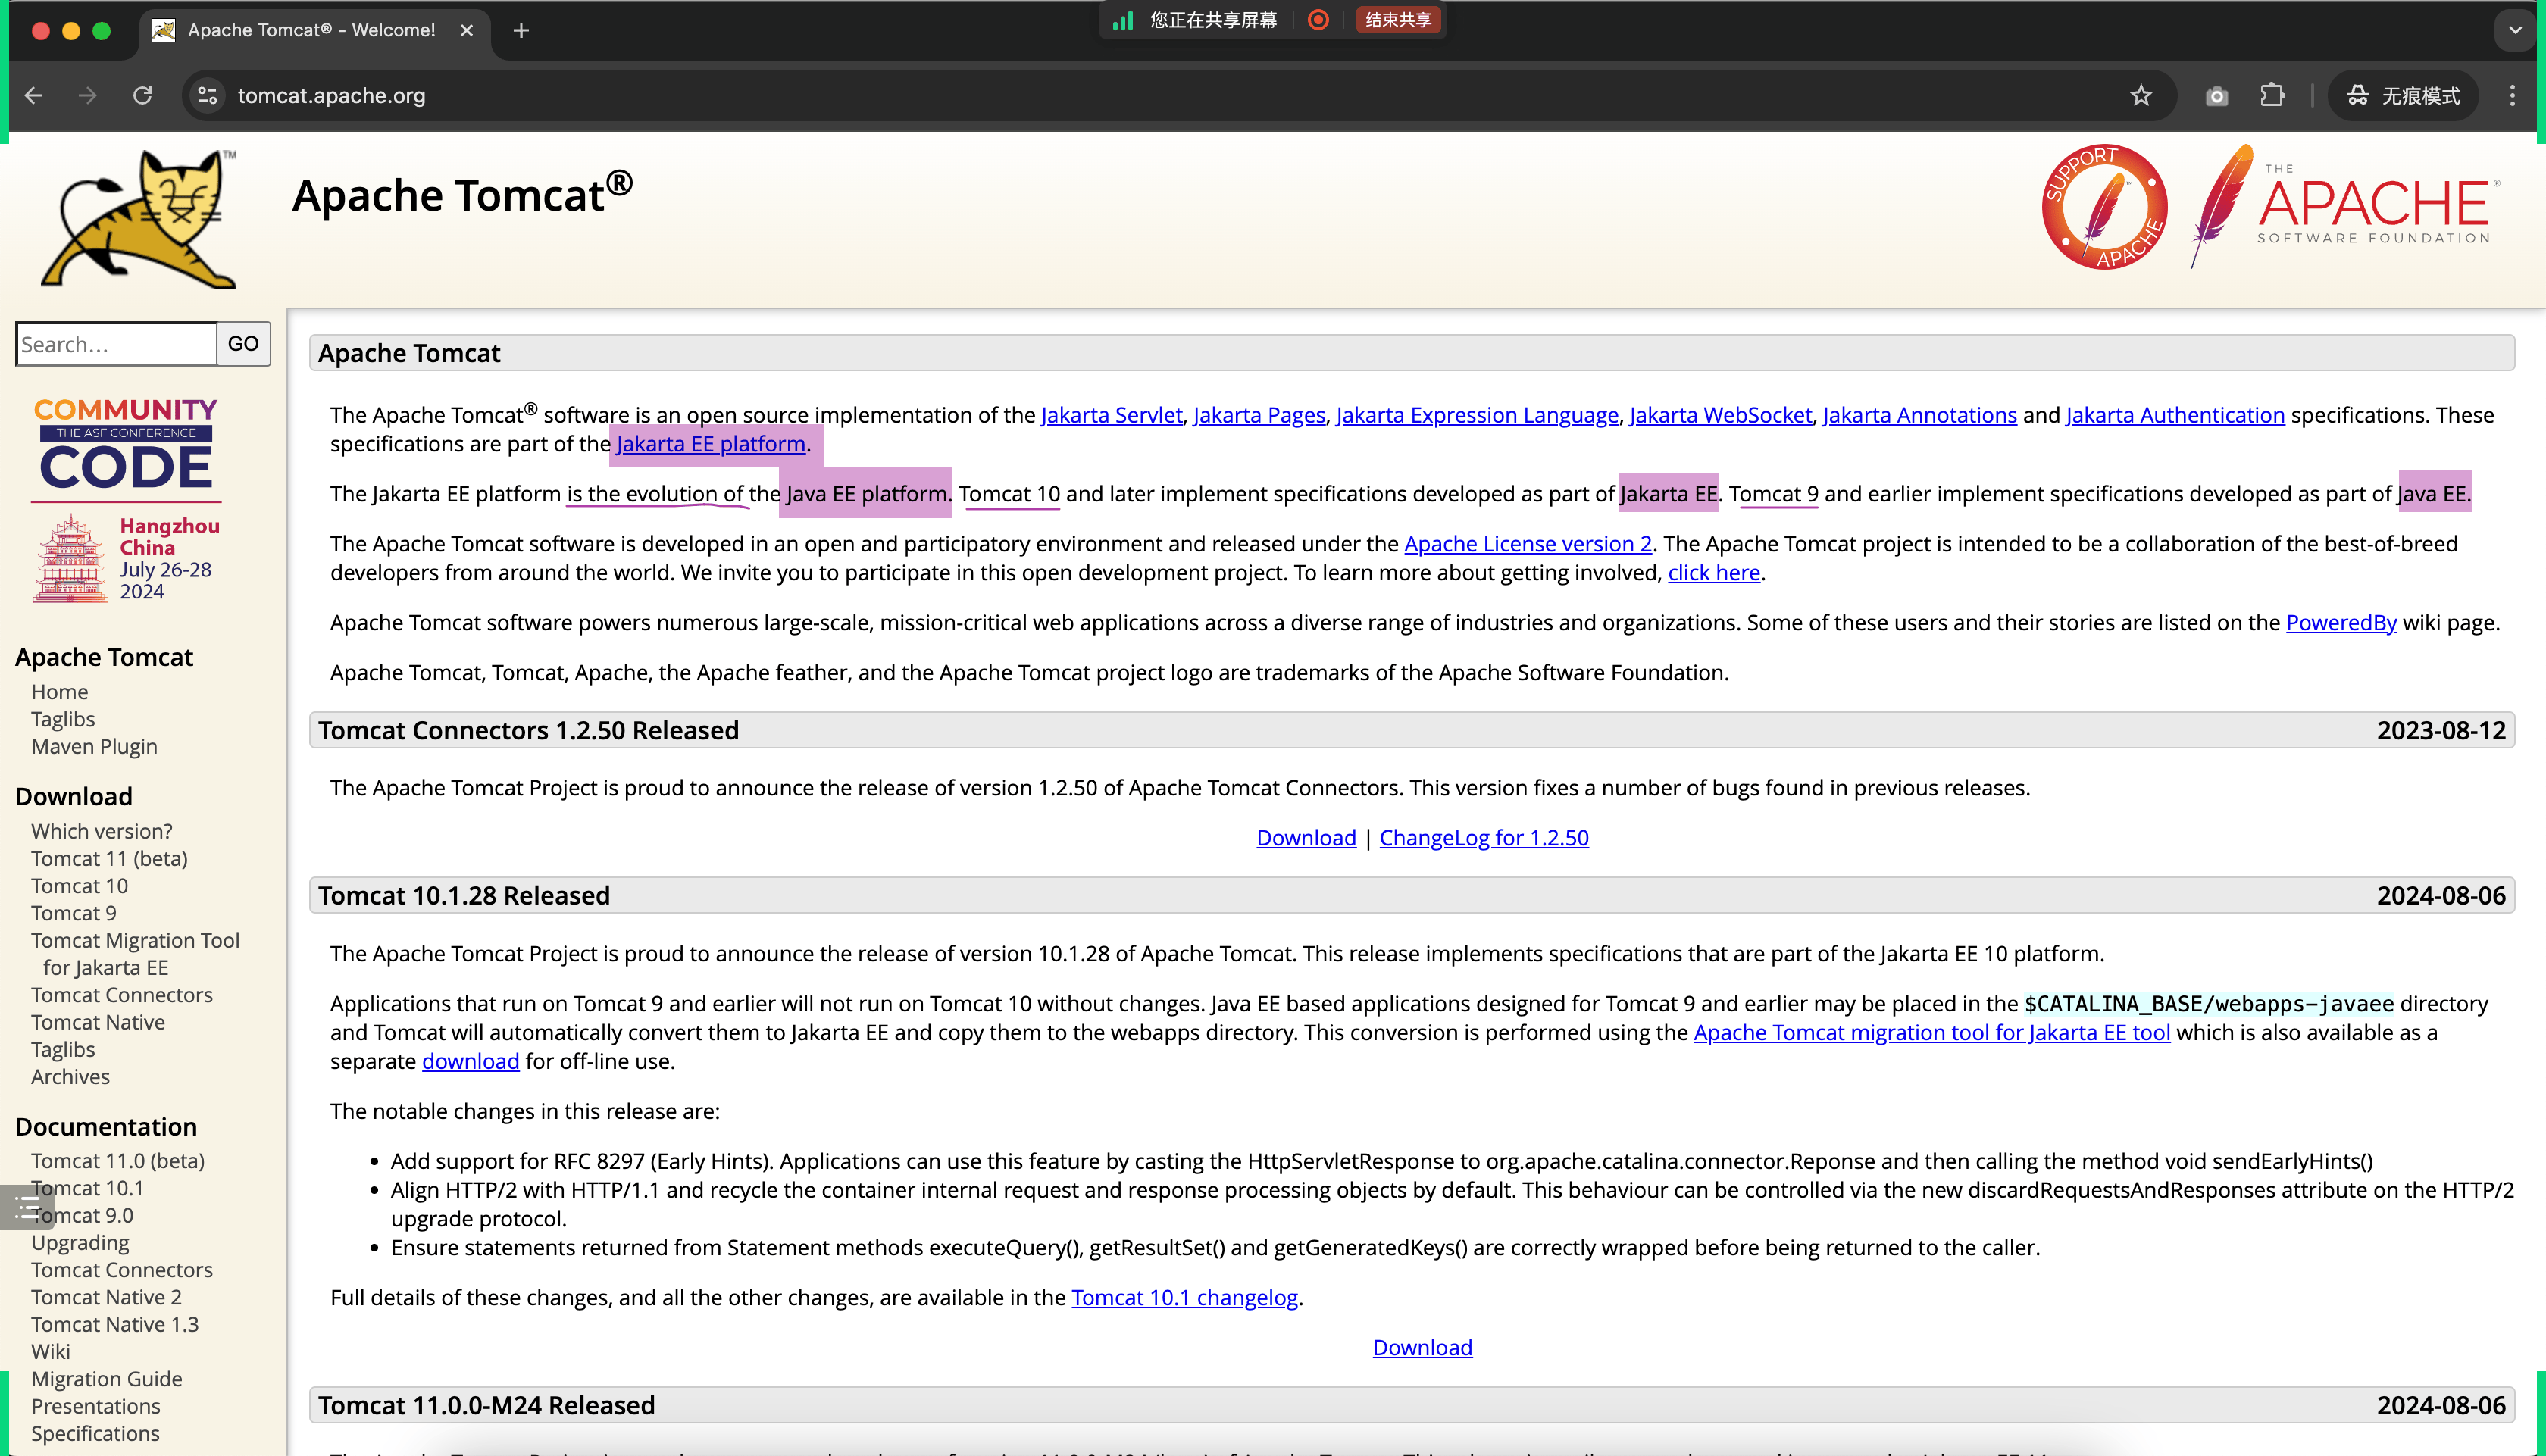 Apache Tomcat® - Welcome!
您正在共享屏幕
结束共享
tomcat.apache.org
无痕模式
TM
Apache Tomcat®
SUPPORT APACHE
THE APACHE® SOFTWARE FOUNDATION
Search…
GO
COMMUNITY
THE ASF CONFERENCE
CODE
Hangzhou
China
July 26-28
2024
Apache Tomcat
Home
Taglibs
Maven Plugin
Download
Which version?
Tomcat 11 (beta)
Tomcat 10
Tomcat 9
Tomcat Migration Tool
for Jakarta EE
Tomcat Connectors
Tomcat Native
Taglibs
Archives
Documentation
Tomcat 11.0 (beta)
Tomcat 10.1
Tomcat 9.0
Upgrading
Tomcat Connectors
Tomcat Native 2
Tomcat Native 1.3
Wiki
Migration Guide
Presentations
Specifications
Apache Tomcat
The Apache Tomcat® software is an open source implementation of the Jakarta Servlet, Jakarta Pages, Jakarta Expression Language, Jakarta WebSocket, Jakarta Annotations and Jakarta Authentication specifications. These
specifications are part of the Jakarta EE platform.
The Jakarta EE platform is the evolution of the Java EE platform. Tomcat 10 and later implement specifications developed as part of Jakarta EE. Tomcat 9 and earlier implement specifications developed as part of Java EE.
The Apache Tomcat software is developed in an open and participatory environment and released under the Apache License version 2. The Apache Tomcat project is intended to be a collaboration of the best-of-breed
developers from around the world. We invite you to participate in this open development project. To learn more about getting involved, click here.
Apache Tomcat software powers numerous large-scale, mission-critical web applications across a diverse range of industries and organizations. Some of these users and their stories are listed on the PoweredBy wiki page.
Apache Tomcat, Tomcat, Apache, the Apache feather, and the Apache Tomcat project logo are trademarks of the Apache Software Foundation.
Tomcat Connectors 1.2.50 Released 2023-08-12
The Apache Tomcat Project is proud to announce the release of version 1.2.50 of Apache Tomcat Connectors. This version fixes a number of bugs found in previous releases.
Download | ChangeLog for 1.2.50
Tomcat 10.1.28 Released 2024-08-06
The Apache Tomcat Project is proud to announce the release of version 10.1.28 of Apache Tomcat. This release implements specifications that are part of the Jakarta EE 10 platform.
Applications that run on Tomcat 9 and earlier will not run on Tomcat 10 without changes. Java EE based applications designed for Tomcat 9 and earlier may be placed in the $CATALINA_BASE/webapps-javaee directory
and Tomcat will automatically convert them to Jakarta EE and copy them to the webapps directory. This conversion is performed using the Apache Tomcat migration tool for Jakarta EE tool which is also available as a
separate download for off-line use.
The notable changes in this release are:
• Add support for RFC 8297 (Early Hints). Applications can use this feature by casting the HttpServletResponse to org.apache.catalina.connector.Reponse and then calling the method void sendEarlyHints()
• Align HTTP/2 with HTTP/1.1 and recycle the container internal request and response processing objects by default. This behaviour can be controlled via the new discardRequestsAndResponses attribute on the HTTP/2
upgrade protocol.
• Ensure statements returned from Statement methods executeQuery(), getResultSet() and getGeneratedKeys() are correctly wrapped before being returned to the caller.
Full details of these changes, and all the other changes, are available in the Tomcat 10.1 changelog.
Download
Tomcat 11.0.0-M24 Released 2024-08-06